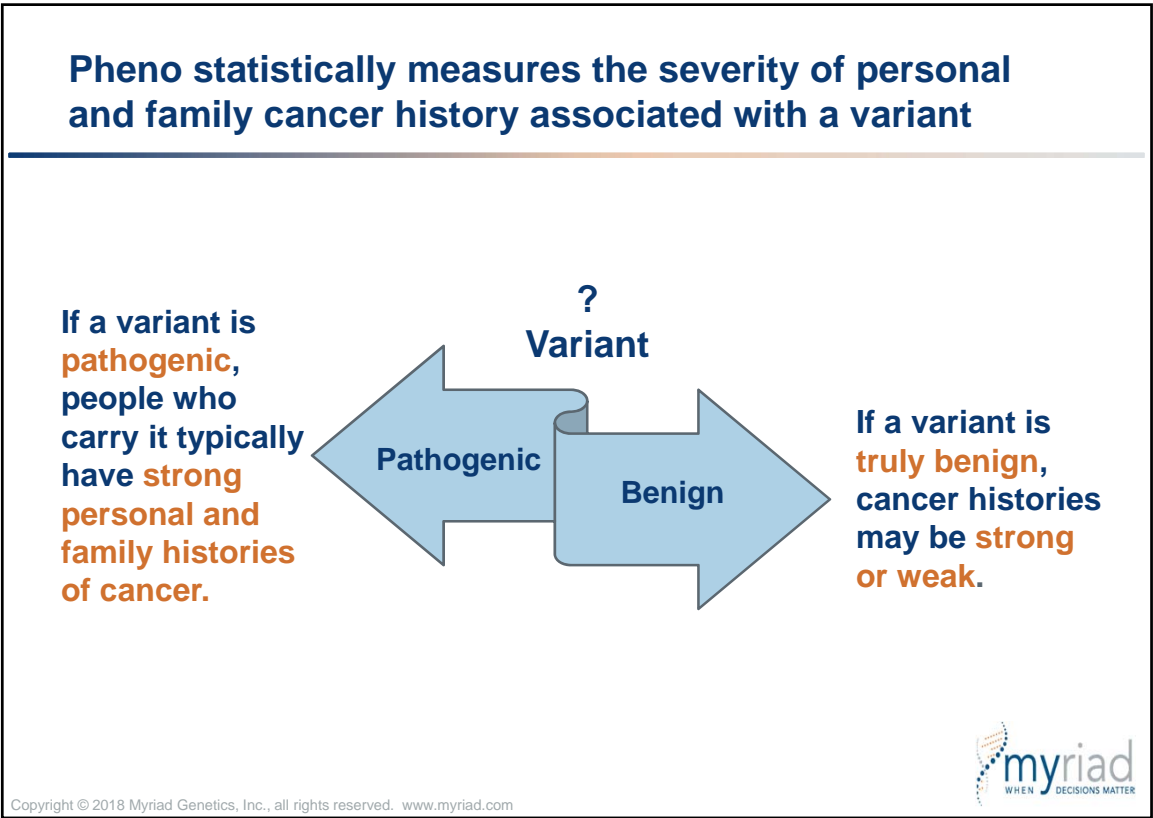 Pheno statistically measures the severity of personal
and family cancer history associated with a variant
If a variant is
pathogenic,
people who
carry it typically
have strong
personal and
family histories
of cancer.
?
Variant
Pathogenic
Benign
If a variant is
truly benign,
cancer histories
may be strong
or weak.
myriad
WHEN DECISIONS MATTER
Copyright © 2018 Myriad Genetics, Inc., all rights reserved. www.myriad.com